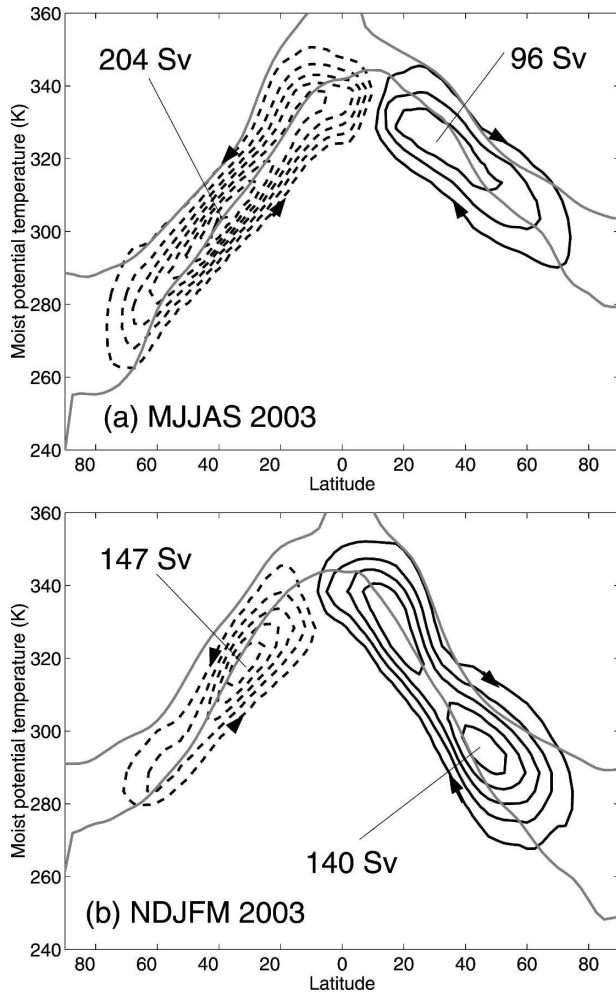 360
340
320
300
280
260
240
Moist potential temperature (K)
204 Sv
96 Sv
(a) MJJAS 2003
80 60 40 20 0 20 40 60 80
Latitude
360
340
320
300
280
260
240
Moist potential temperature (K)
147 Sv
140 Sv
(b) NDJFM 2003
80 60 40 20 0 20 40 60 80
Latitude